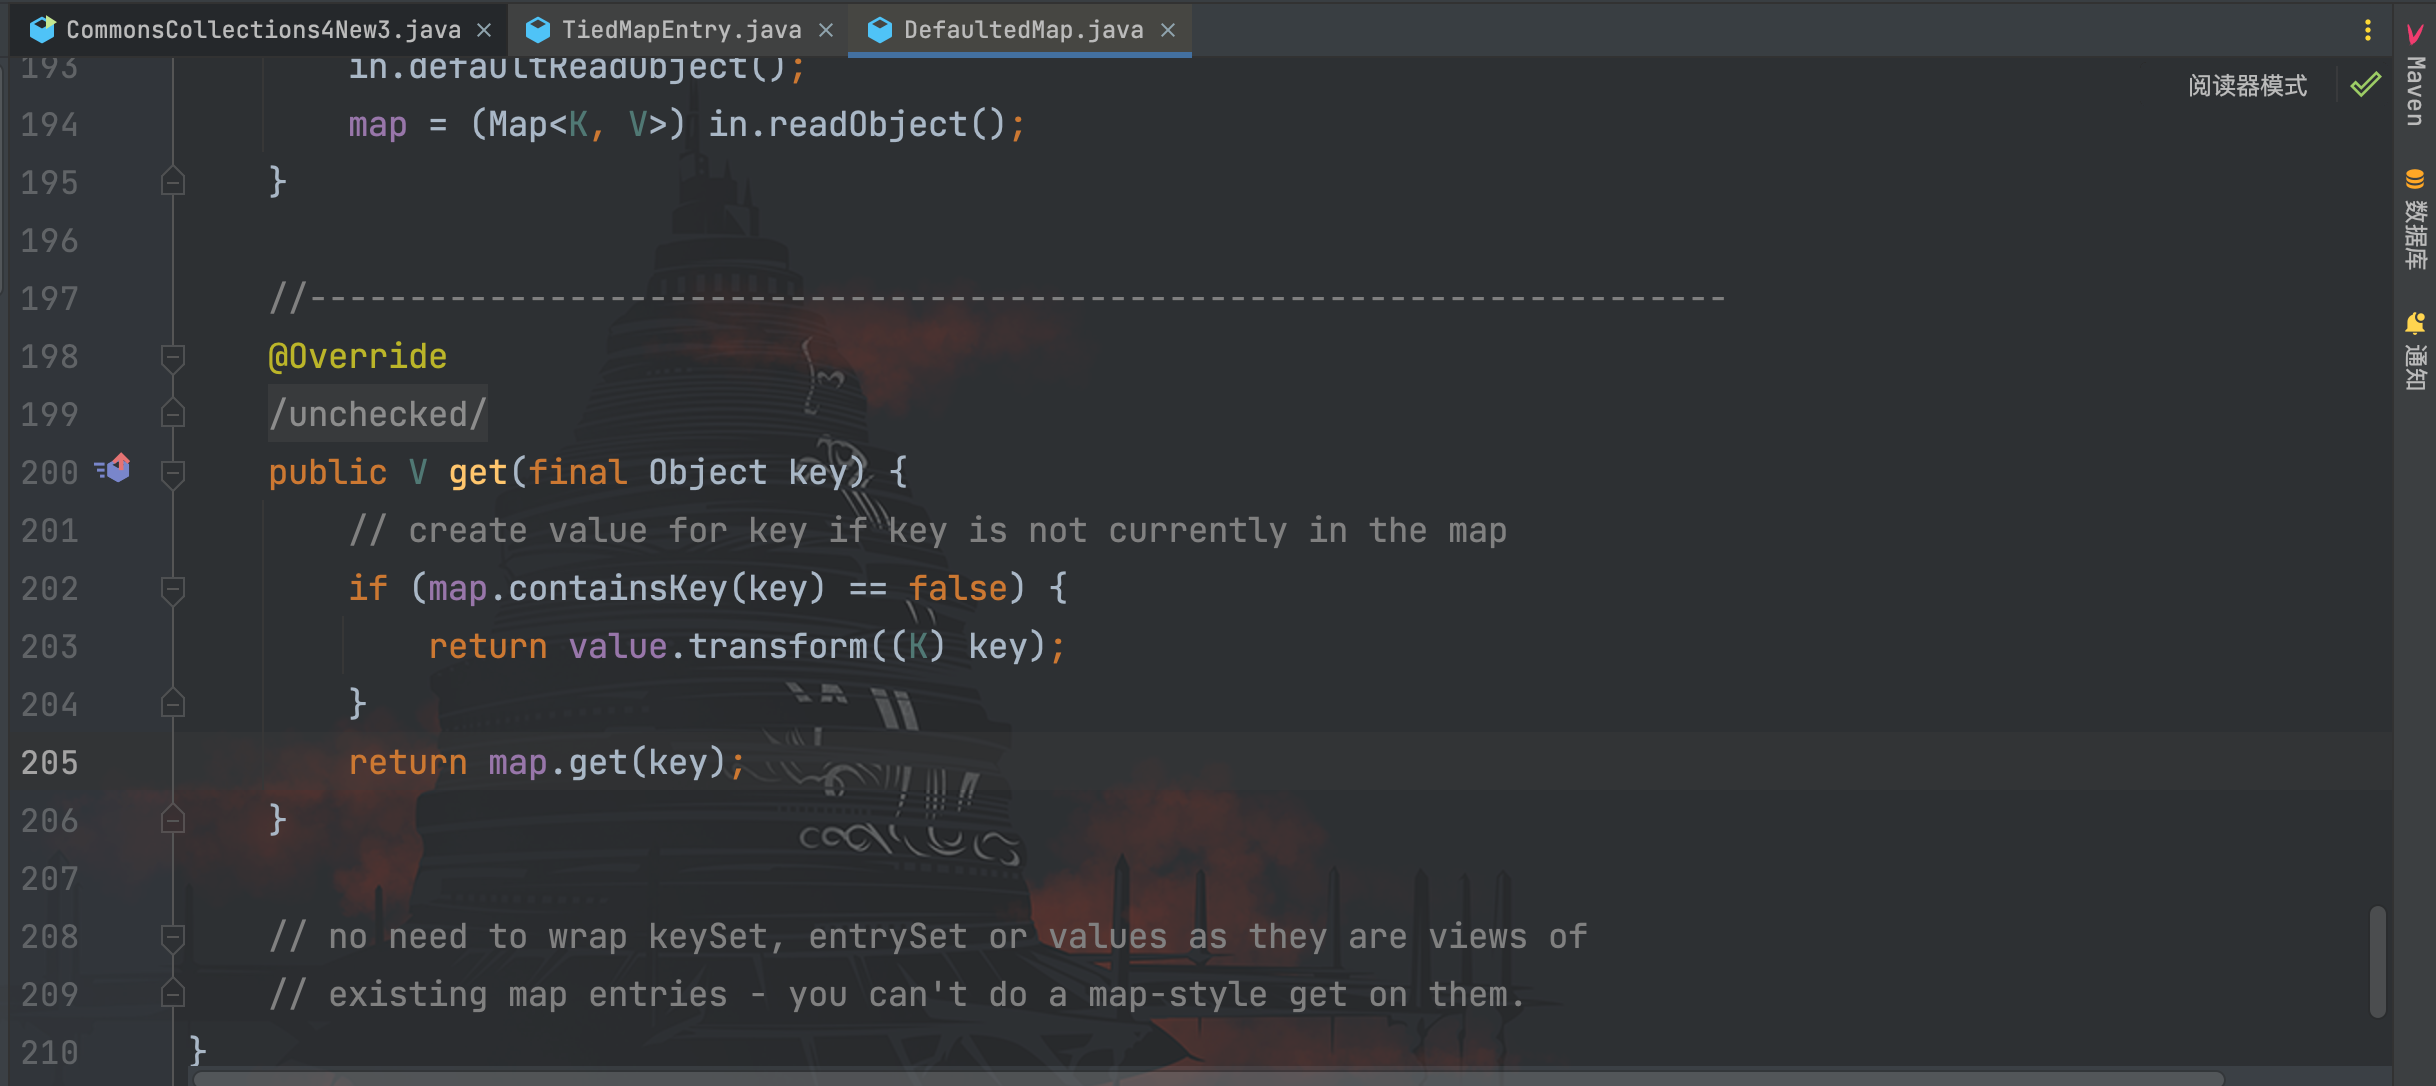 CommonsCollections4New3.java TiedMapEntry.java DefaultedMap.java
阅读器模式
Maven
数据库
通知
193 in.defaultReadObject();
194 map = (Map<K, V>) in.readObject();
195 }
196
197 //-----------------------------------------------------------------------
198 @Override
199 /unchecked/
200 public V get(final Object key) {
201 // create value for key if key is not currently in the map
202 if (map.containsKey(key) == false) {
203 return value.transform((K) key);
204 }
205 return map.get(key);
206 }
207
208 // no need to wrap keySet, entrySet or values as they are views of
209 // existing map entries - you can't do a map-style get on them.
210 }